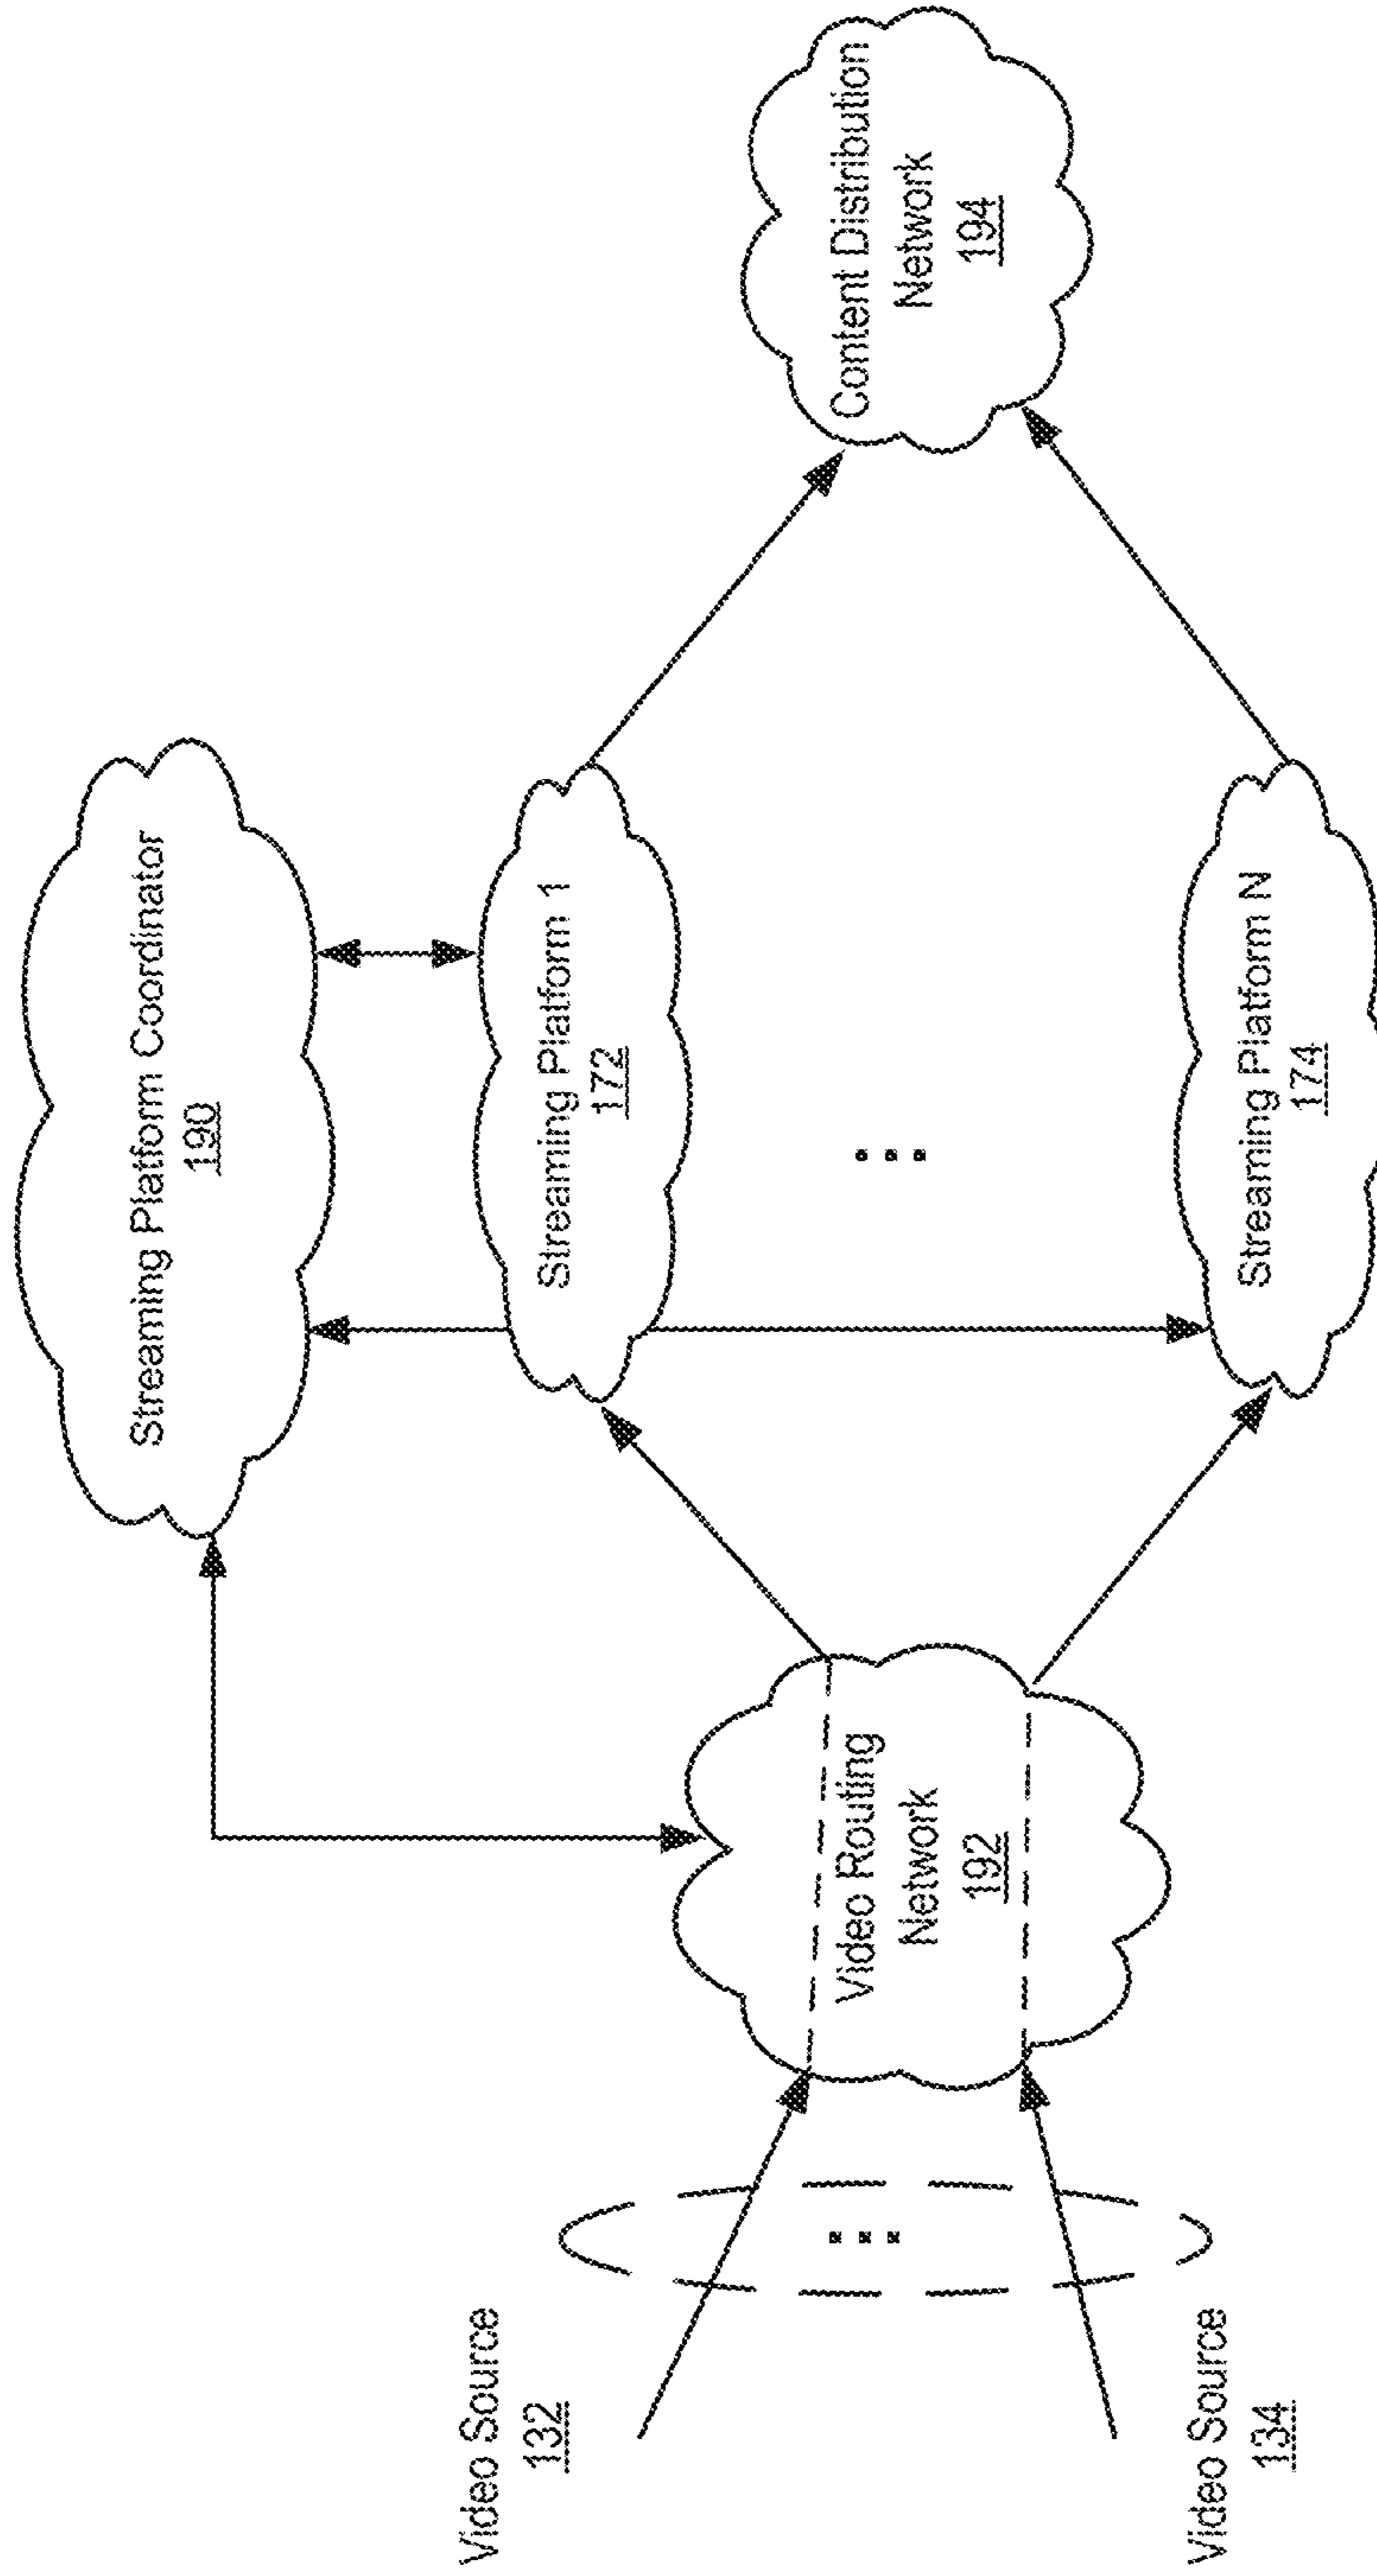 Streaming Platform Coordinator
190
Video Source
132
Streaming Platform 1
172
Video Routing
Network
192
Content Distribution
Network
194
Video Source
134
Streaming Platform N
174